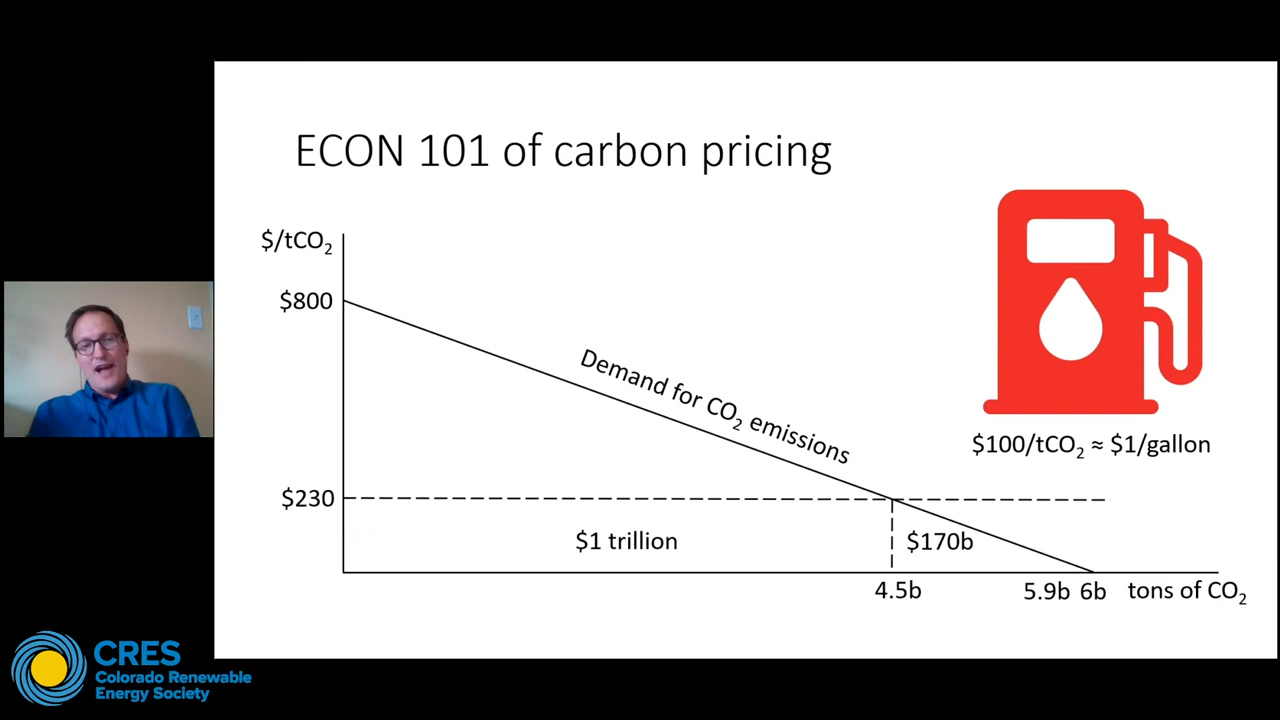 ECON 101 of carbon pricing
$/tCO₂
$800
Demand for CO₂ emissions
$100/tCO₂ ≈ $1/gallon
$230
$1 trillion
$170b
4.5b
5.9b
6b
tons of CO₂
CRES
Colorado Renewable
Energy Society